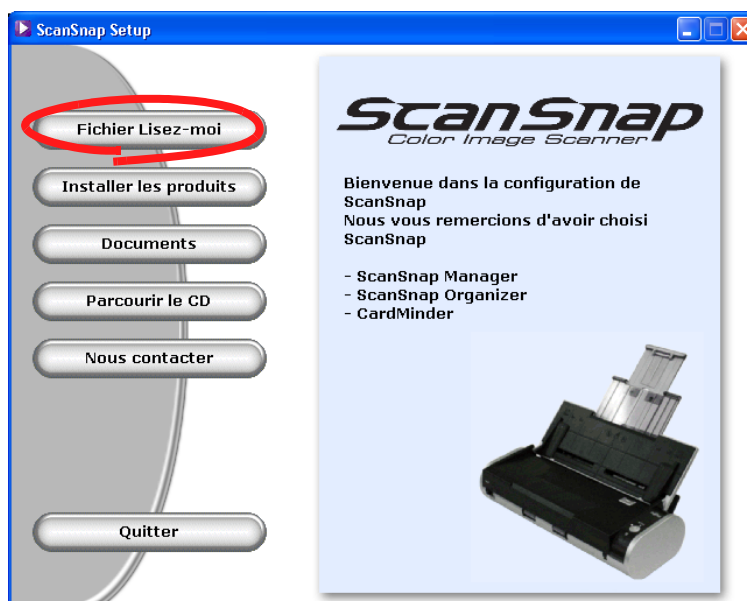 ScanSnap Setup
Fichier Lisez-moi
Installer les produits
Documents
Parcourir le CD
Nous contacter
Quitter
ScanSnap
Color Image Scanner
Bienvenue dans la configuration de
ScanSnap
Nous vous remercions d'avoir choisi
ScanSnap
- ScanSnap Manager
- ScanSnap Organizer
- CardMinder